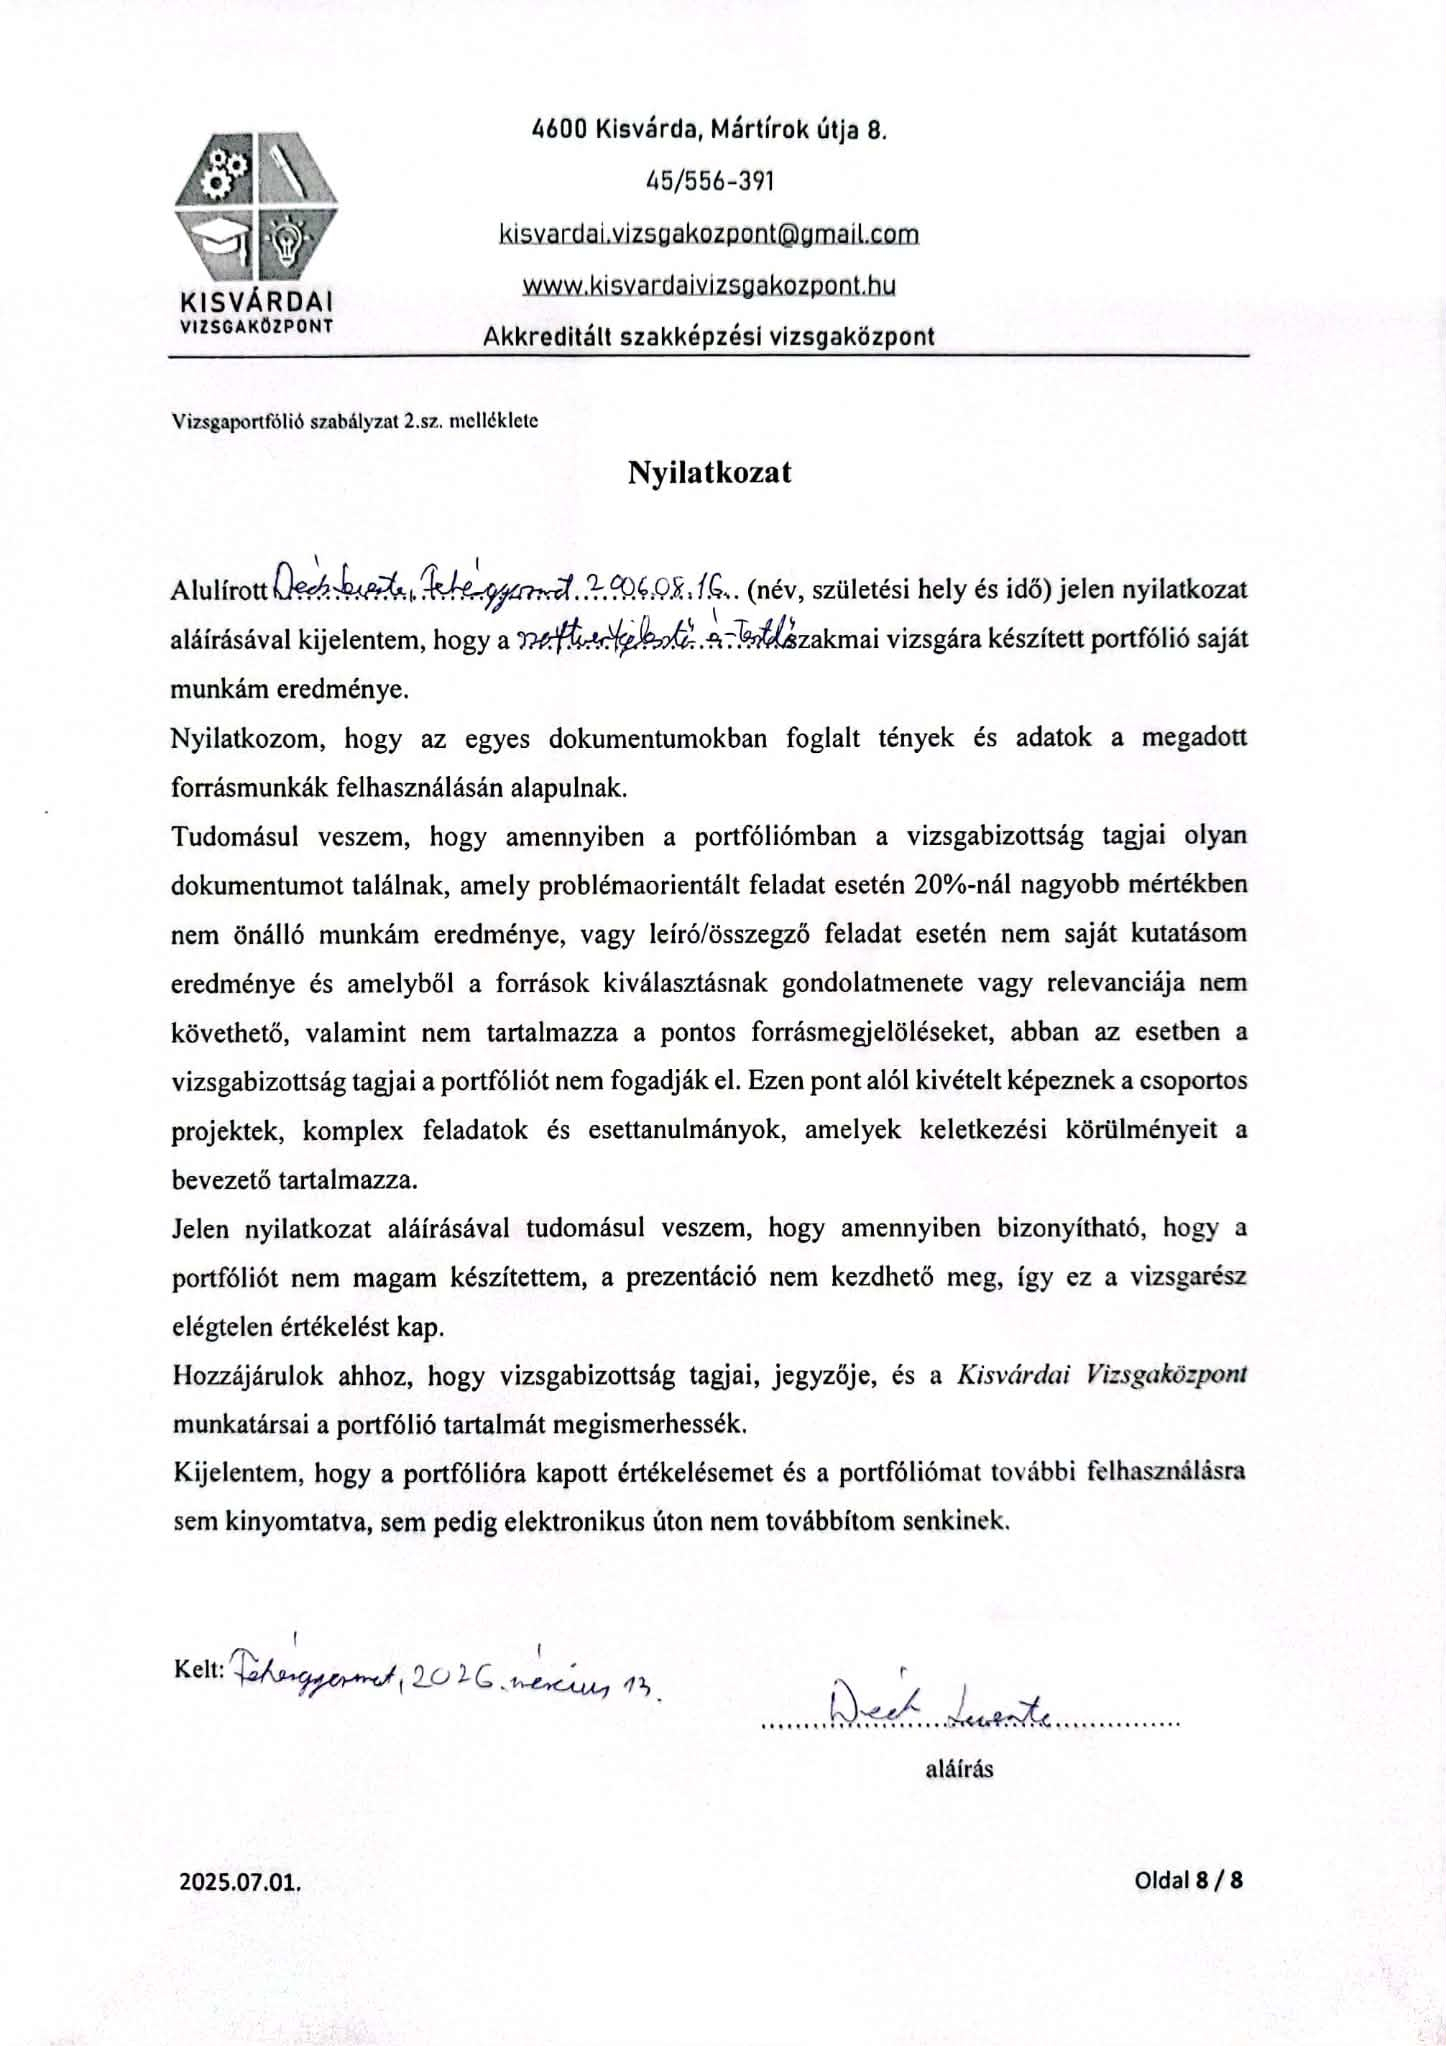 4600 Kisvárda, Mártírok útja 8.
45/556-391
kisvardai.vizsgakozpont@gmail.com
www.kisvardaivizsgakozpont.hu
Akkreditált szakképzési vizsgaközpont
KISVÁRDAI
VIZSGAKÖZPONT
Vizsgaportfólió szabályzat 2.sz. melléklete
Nyilatkozat
Alulírott Deák Levente, Fehérgyarmat. 2006.08.16. (név, születési hely és idő) jelen nyilatkozat
aláírásával kijelentem, hogy a szoftverfejlesztő és -Tesztelő szakmai vizsgára készített portfólió saját
munkám eredménye.
Nyilatkozom, hogy az egyes dokumentumokban foglalt tények és adatok a megadott
forrásmunkák felhasználásán alapulnak.
Tudomásul veszem, hogy amennyiben a portfóliómban a vizsgabizottság tagjai olyan
dokumentumot találnak, amely problémaorientált feladat esetén 20%-nál nagyobb mértékben
nem önálló munkám eredménye, vagy leíró/összegző feladat esetén nem saját kutatásom
eredménye és amelyből a források kiválasztásnak gondolatmenete vagy relevanciája nem
követhető, valamint nem tartalmazza a pontos forrásmegjelöléseket, abban az esetben a
vizsgabizottság tagjai a portfóliót nem fogadják el. Ezen pont alól kivételt képeznek a csoportos
projektek, komplex feladatok és esettanulmányok, amelyek keletkezési körülményeit a
bevezető tartalmazza.
Jelen nyilatkozat aláírásával tudomásul veszem, hogy amennyiben bizonyítható, hogy a
portfóliót nem magam készítettem, a prezentáció nem kezdhető meg, így ez a vizsgarész
elégtelen értékelést kap.
Hozzájárulok ahhoz, hogy vizsgabizottság tagjai, jegyzője, és a Kisvárdai Vizsgaközpont
munkatársai a portfólió tartalmát megismerhessék.
Kijelentem, hogy a portfólióra kapott értékelésemet és a portfóliómat további felhasználásra
sem kinyomtatva, sem pedig elektronikus úton nem továbbítom senkinek.
Kelt: Fehérgyarmat, 2026. március 13.
Deák Levente
aláírás
2025.07.01.
Oldal 8 / 8